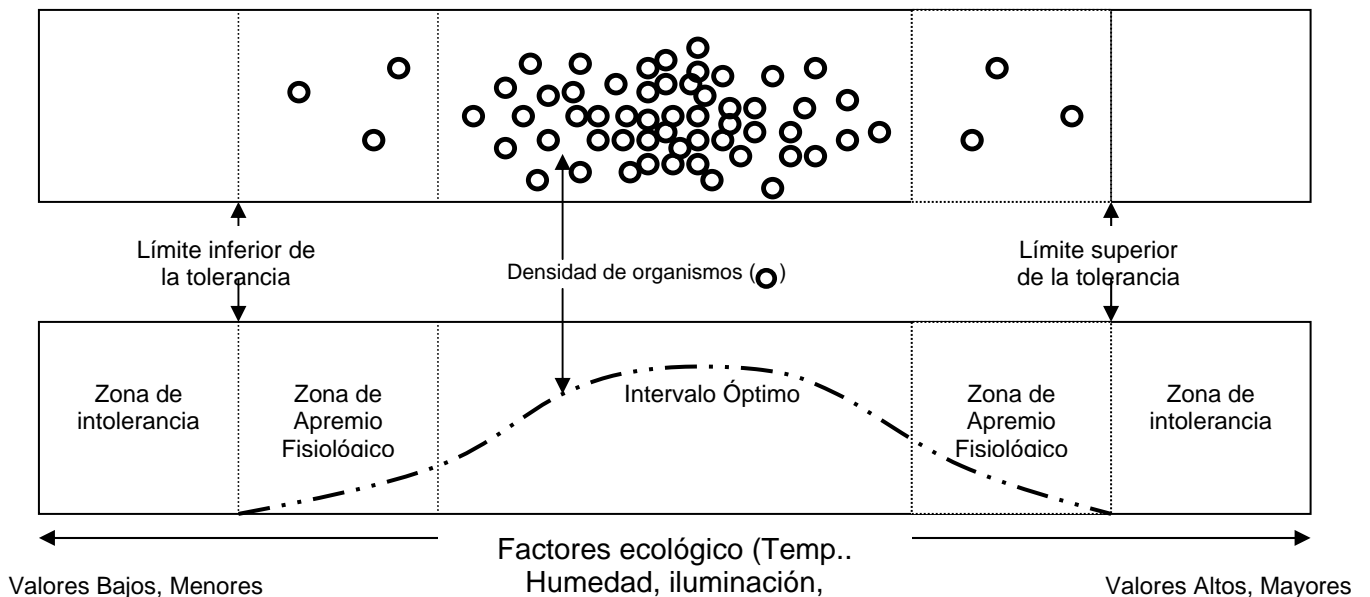 Límite inferior de
la tolerancia
Densidad de organismos ( )
Límite superior
de la tolerancia
Zona de
intolerancia
Zona de
Apremio
Fisiológico
Intervalo Óptimo
Zona de
Apremio
Fisiológico
Zona de
intolerancia
Factores ecológico (Temp..
Humedad, iluminación,
Valores Bajos, Menores
Valores Altos, Mayores